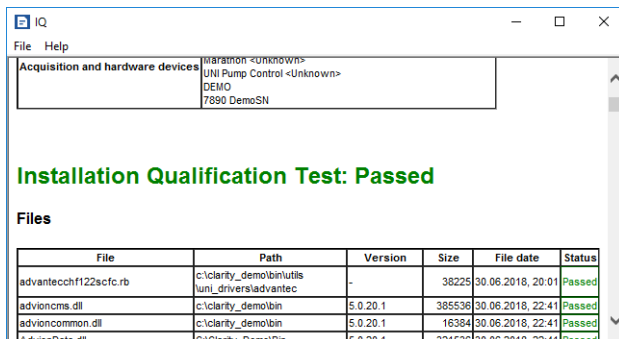 IQ
File Help
Acquisition and hardware devices
Marathon <Unknown>
UNI Pump Control <Unknown>
DEMO
7890 DemoSN
Installation Qualification Test: Passed
Files
File Path Version Size File date Status
advantecchf122scfc.rb c:\clarity_demo\bin\utils\uni_drivers\advantec - 38225 30.06.2018, 20:01 Passed
advioncms.dll c:\clarity_demo\bin 5.0.20.1 385536 30.06.2018, 22:41 Passed
advioncommon.dll c:\clarity_demo\bin 5.0.20.1 16384 30.06.2018, 22:41 Passed